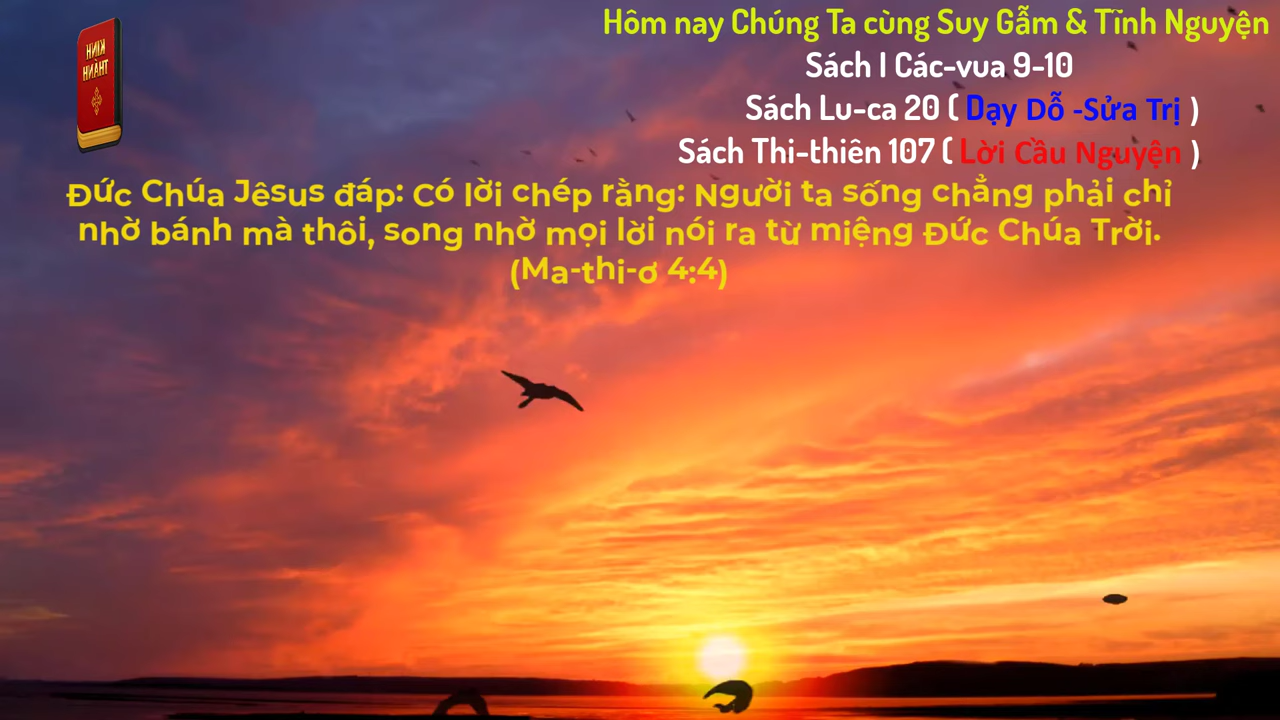 KINH
THÁNH
Hôm nay Chúng Ta cùng Suy Gẫm & Tĩnh Nguyện
Sách I Các-vua 9-10
Sách Lu-ca 20 ( Dạy Dỗ -Sửa Trị )
Sách Thi-thiên 107 ( Lời Cầu Nguyện )
Đức Chúa Jêsus đáp: Có lời chép rằng: Người ta sống chẳng phải chỉ
nhờ bánh mà thôi, song nhờ mọi lời nói ra từ miệng Đức Chúa Trời.
(Ma-thi-ơ 4:4)